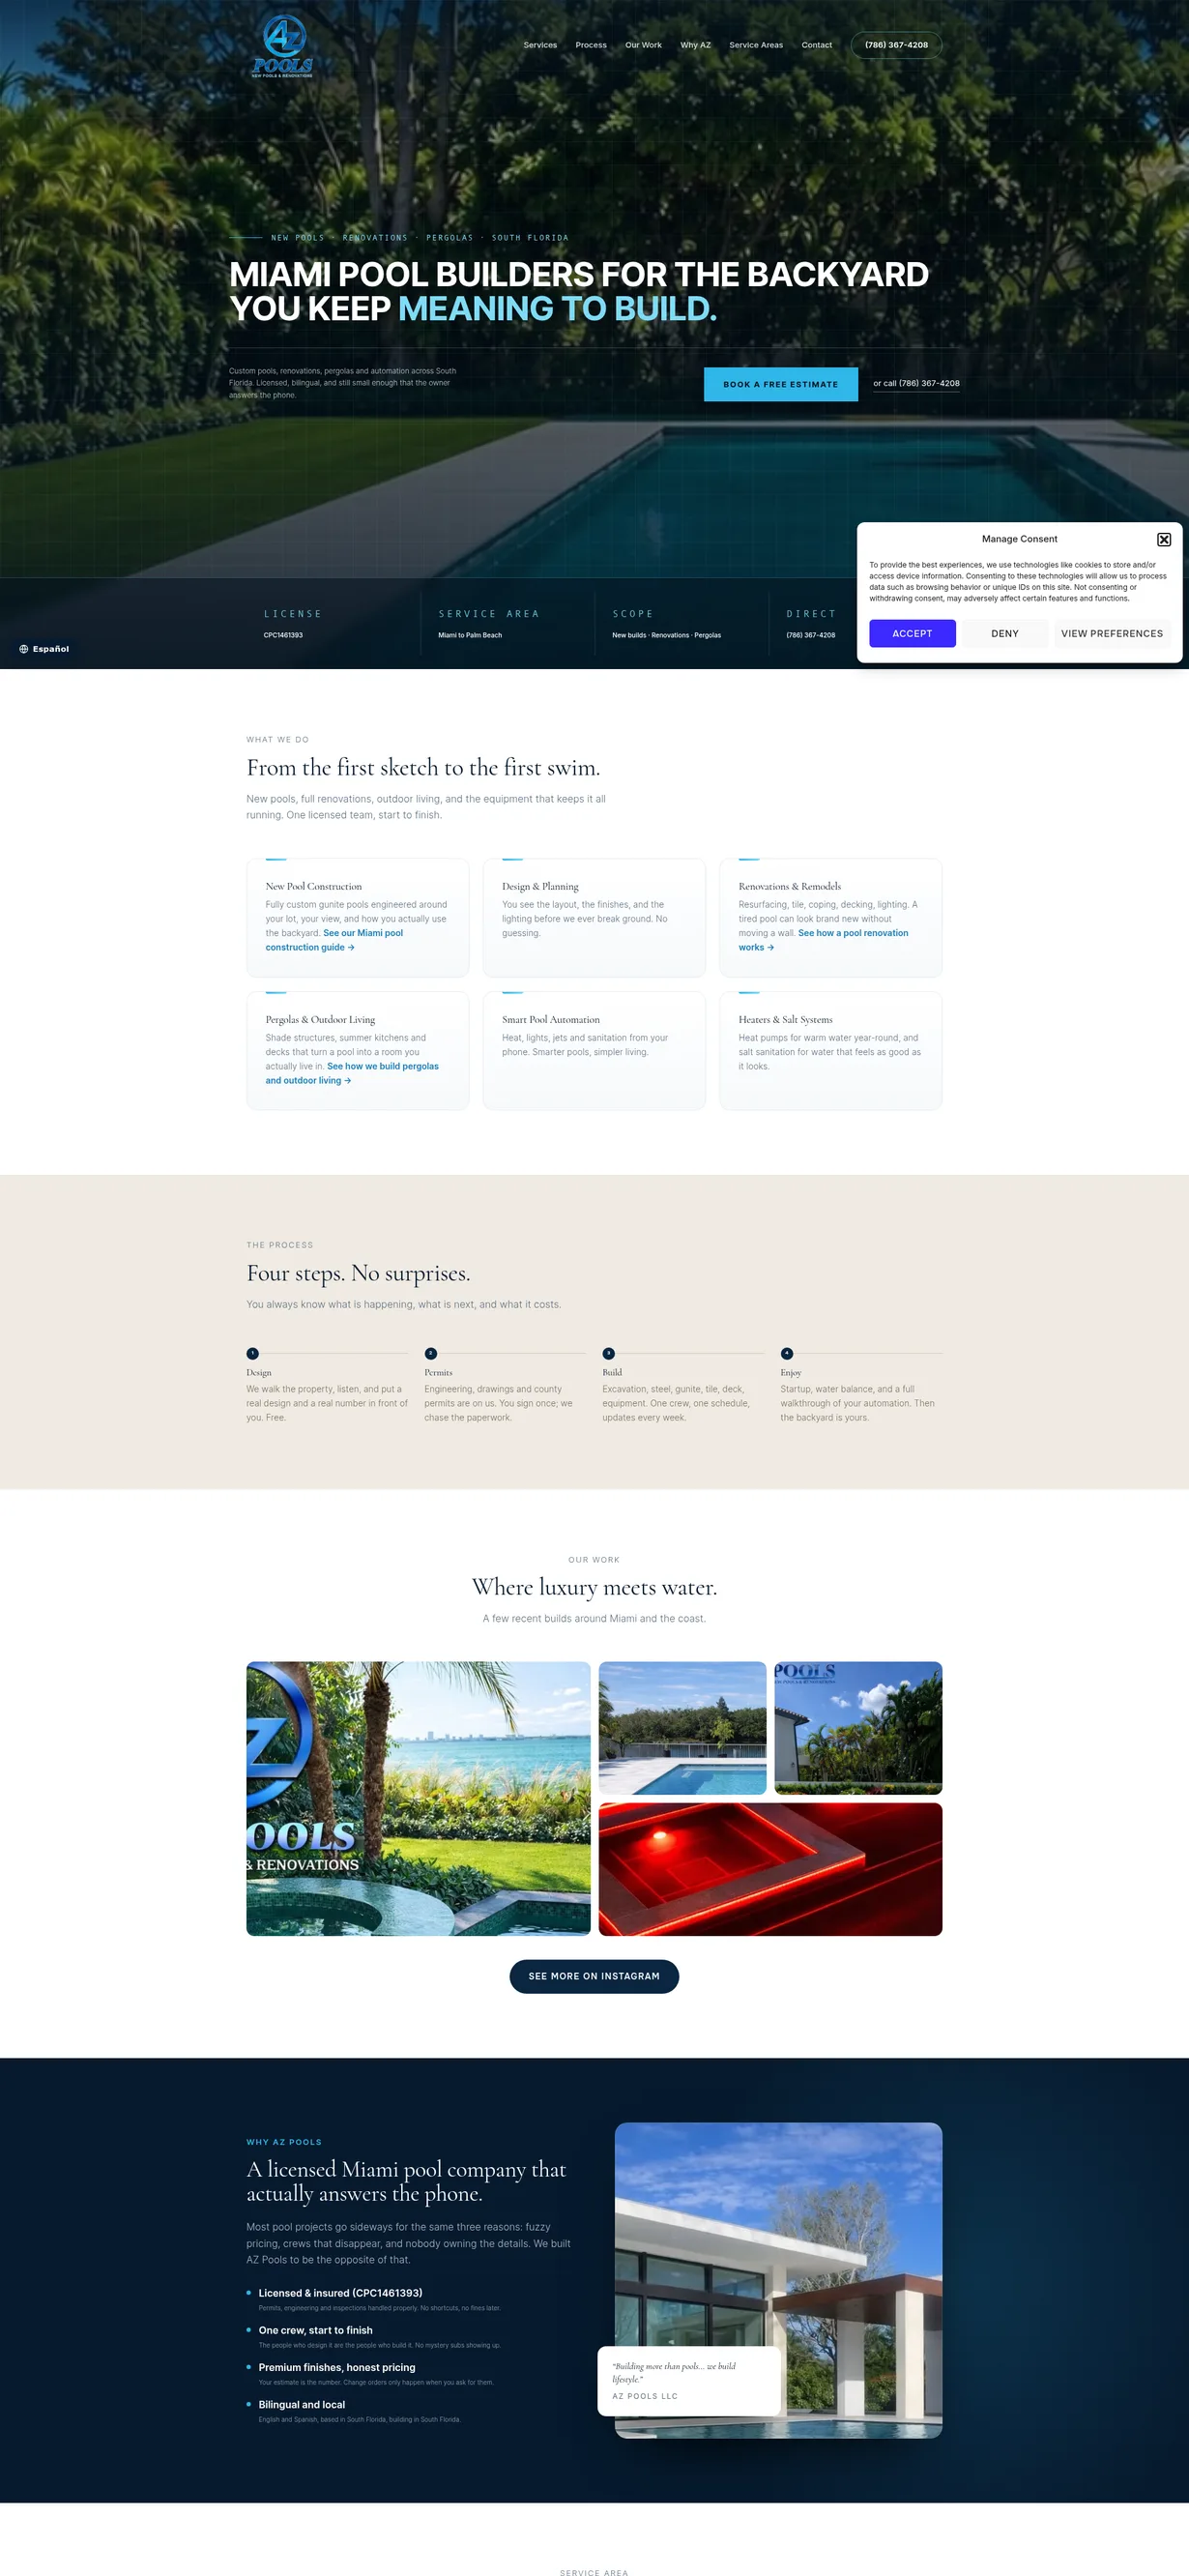 AZ
POOLS
NEW POOLS & RENOVATIONS
Services
Process
Our Work
Why AZ
Service Areas
Contact
(786) 367-4208
NEW POOLS · RENOVATIONS · PERGOLAS · SOUTH FLORIDA
MIAMI POOL BUILDERS FOR THE BACKYARD
YOU KEEP MEANING TO BUILD.
Custom pools, renovations, pergolas and automation across South
Florida. Licensed, bilingual, and still small enough that the owner
answers the phone.
BOOK A FREE ESTIMATE
or call (786) 367-4208
Manage Consent
To provide the best experiences, we use technologies like cookies to store and/or
access device information. Consenting to these technologies will allow us to process
data such as browsing behavior or unique IDs on this site. Not consenting or
withdrawing consent, may adversely affect certain features and functions.
ACCEPT
DENY
VIEW PREFERENCES
LICENSE
CPC1461393
SERVICE AREA
Miami to Palm Beach
SCOPE
New builds · Renovations · Pergolas
DIRECT
(786) 367-4208
Español
WHAT WE DO
From the first sketch to the first swim.
New pools, full renovations, outdoor living, and the equipment that keeps it all
running. One licensed team, start to finish.
New Pool Construction
Fully custom gunite pools engineered around
your lot, your view, and how you actually use
the backyard. See our Miami pool
construction guide →
Design & Planning
You see the layout, the finishes, and the
lighting before we ever break ground. No
guessing.
Renovations & Remodels
Resurfacing, tile, coping, decking, lighting. A
tired pool can look brand new without
moving a wall. See how a pool renovation
works →
Pergolas & Outdoor Living
Shade structures, summer kitchens and
decks that turn a pool into a room you
actually live in. See how we build pergolas
and outdoor living →
Smart Pool Automation
Heat, lights, jets and sanitation from your
phone. Smarter pools, simpler living.
Heaters & Salt Systems
Heat pumps for warm water year-round, and
salt sanitation for water that feels as good as
it looks.
THE PROCESS
Four steps. No surprises.
You always know what is happening, what is next, and what it costs.
1
Design
We walk the property, listen, and put a
real design and a real number in front of
you. Free.
2
Permits
Engineering, drawings and county
permits are on us. You sign once; we
chase the paperwork.
3
Build
Excavation, steel, gunite, tile, deck,
equipment. One crew, one schedule,
updates every week.
4
Enjoy
Startup, water balance, and a full
walkthrough of your automation. Then
the backyard is yours.
OUR WORK
Where luxury meets water.
A few recent builds around Miami and the coast.
Z
OOLS
& RENOVATIONS
POOLS
SEE MORE ON INSTAGRAM
WHY AZ POOLS
A licensed Miami pool company that
actually answers the phone.
Most pool projects go sideways for the same three reasons: fuzzy
pricing, crews that disappear, and nobody owning the details. We built
AZ Pools to be the opposite of that.
Licensed & insured (CPC1461393)
Permits, engineering and inspections handled properly. No shortcuts, no fines later.
One crew, start to finish
The people who design it are the people who build it. No mystery subs showing up.
Premium finishes, honest pricing
Your estimate is the number. Change orders only happen when you ask for them.
Bilingual and local
English and Spanish, based in South Florida, building in South Florida.
"Building more than pools... we build
lifestyle."
AZ POOLS LLC
SERVICE AREA